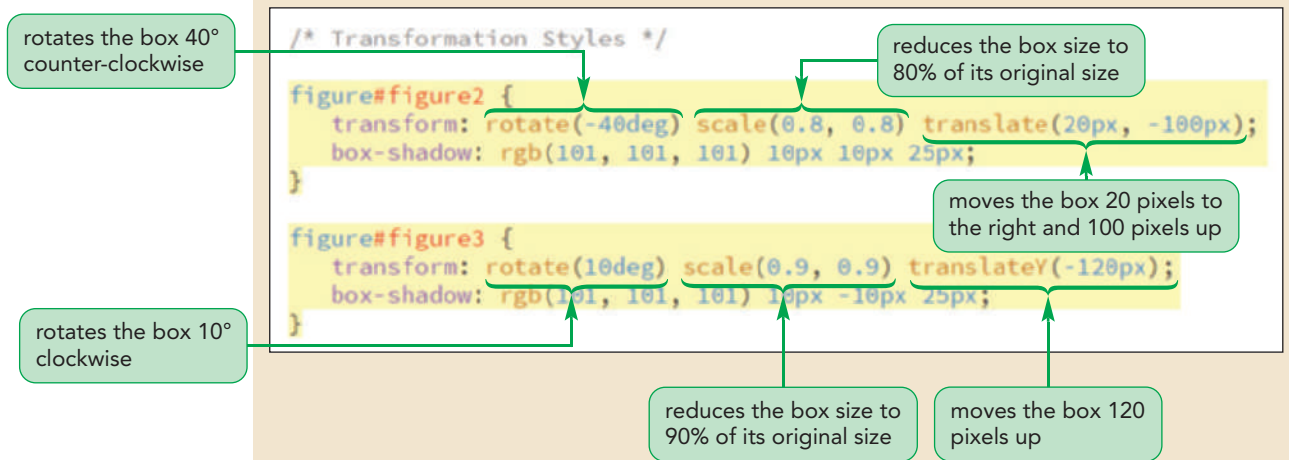 rotates the box 40°
counter-clockwise
/* Transformation Styles */
reduces the box size to
80% of its original size
figure#figure2 {
transform: rotate(-40deg) scale(0.8, 0.8) translate(20px, -100px);
box-shadow: rgb(101, 101, 101) 10px 10px 25px;
}
moves the box 20 pixels to
the right and 100 pixels up
figure#figure3 {
transform: rotate(10deg) scale(0.9, 0.9) translateY(-120px);
box-shadow: rgb(101, 101, 101) 10px -10px 25px;
}
rotates the box 10°
clockwise
reduces the box size to
90% of its original size
moves the box 120
pixels up